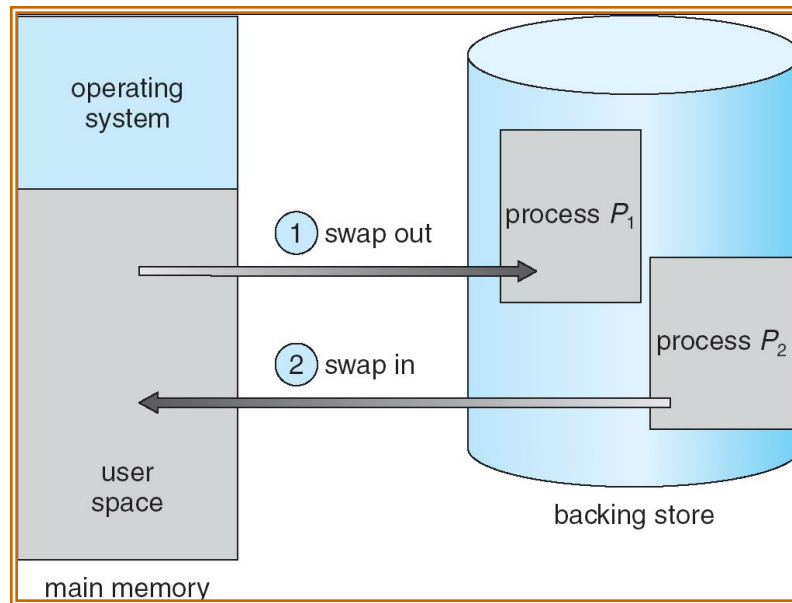 operating
system
1 swap out
process P₁
process P₂
2 swap in
user
space
backing store
main memory